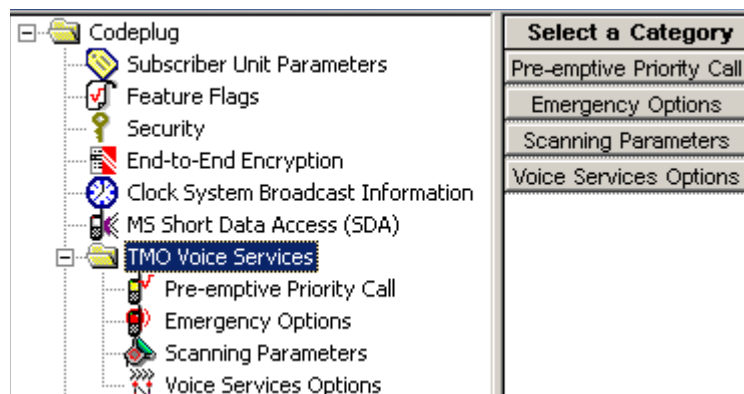 Codeplug
Subscriber Unit Parameters
Feature Flags
Security
End-to-End Encryption
Clock System Broadcast Information
MS Short Data Access (SDA)
TMO Voice Services
Pre-emptive Priority Call
Emergency Options
Scanning Parameters
Voice Services Options
Select a Category
Pre-emptive Priority Call
Emergency Options
Scanning Parameters
Voice Services Options